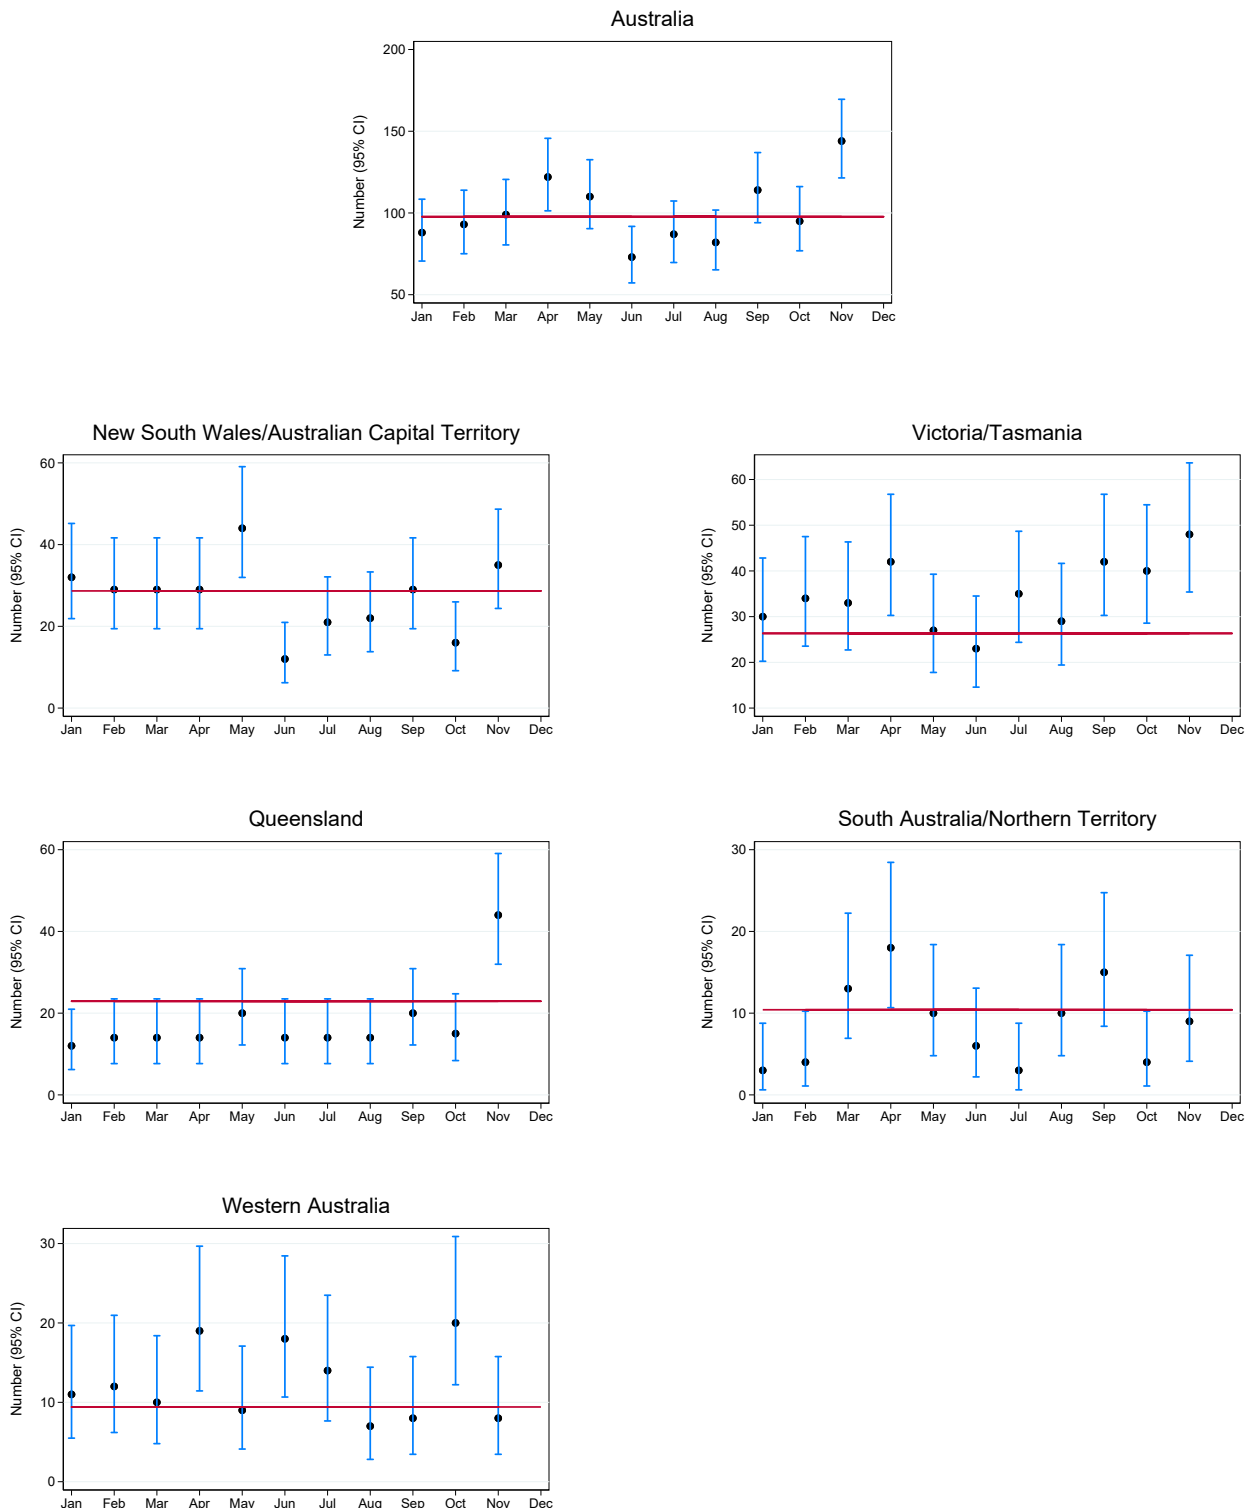 Australia
Number (95% CI)
200
150
100
50
Jan Feb Mar Apr May Jun Jul Aug Sep Oct Nov Dec
New South Wales/Australian Capital Territory
Number (95% CI)
60
40
20
0
Jan Feb Mar Apr May Jun Jul Aug Sep Oct Nov Dec
Victoria/Tasmania
Number (95% CI)
60
50
40
30
20
10
Jan Feb Mar Apr May Jun Jul Aug Sep Oct Nov Dec
Queensland
Number (95% CI)
60
40
20
0
Jan Feb Mar Apr May Jun Jul Aug Sep Oct Nov Dec
South Australia/Northern Territory
Number (95% CI)
30
20
10
0
Jan Feb Mar Apr May Jun Jul Aug Sep Oct Nov Dec
Western Australia
Number (95% CI)
30
20
10
0
Jan Feb Mar Apr May Jun Jul Aug Sep Oct Nov Dec